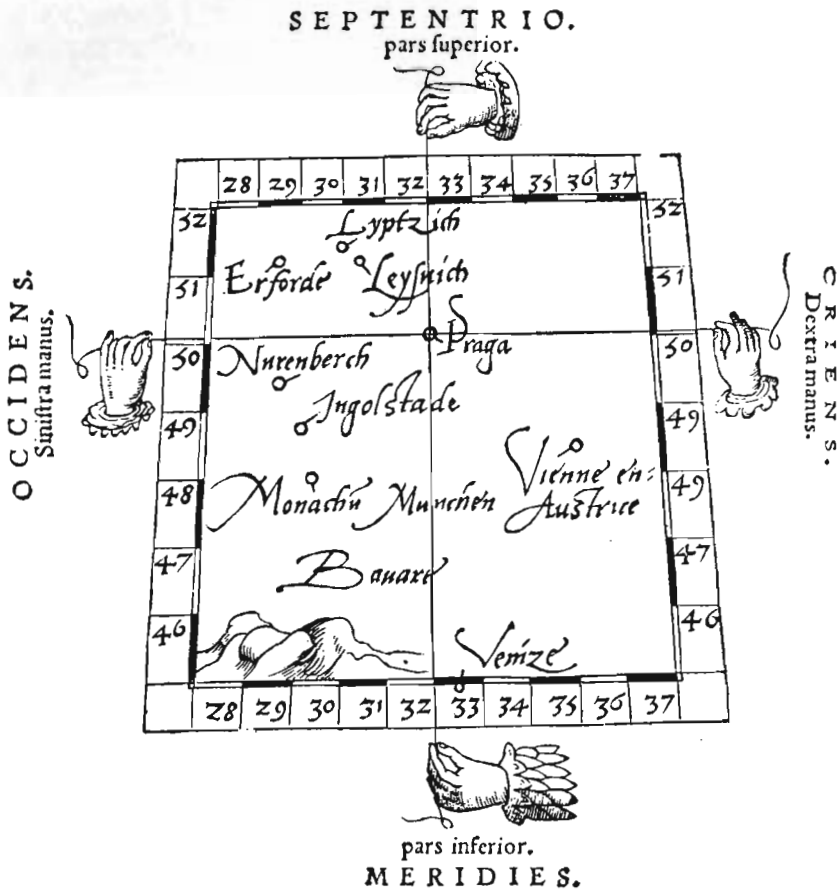 SEPTENTRIO.
pars ſuperior.
28 29 30 31 32 33 34 35 36 37
52 52
Lyptzich
51 Erforde Leyſnich 51
OCCIDENS.
Siniſtra manus.
CRIENS.
Dextra manus.
50 Nurenberch Praga 50
Ingolstade
49 49
Vienne en-
48 Monachu Munchen Austrice 49
47 Bavare 47
46 46
Venize
28 29 30 31 32 33 34 35 36 37
pars inferior.
MERIDIES.